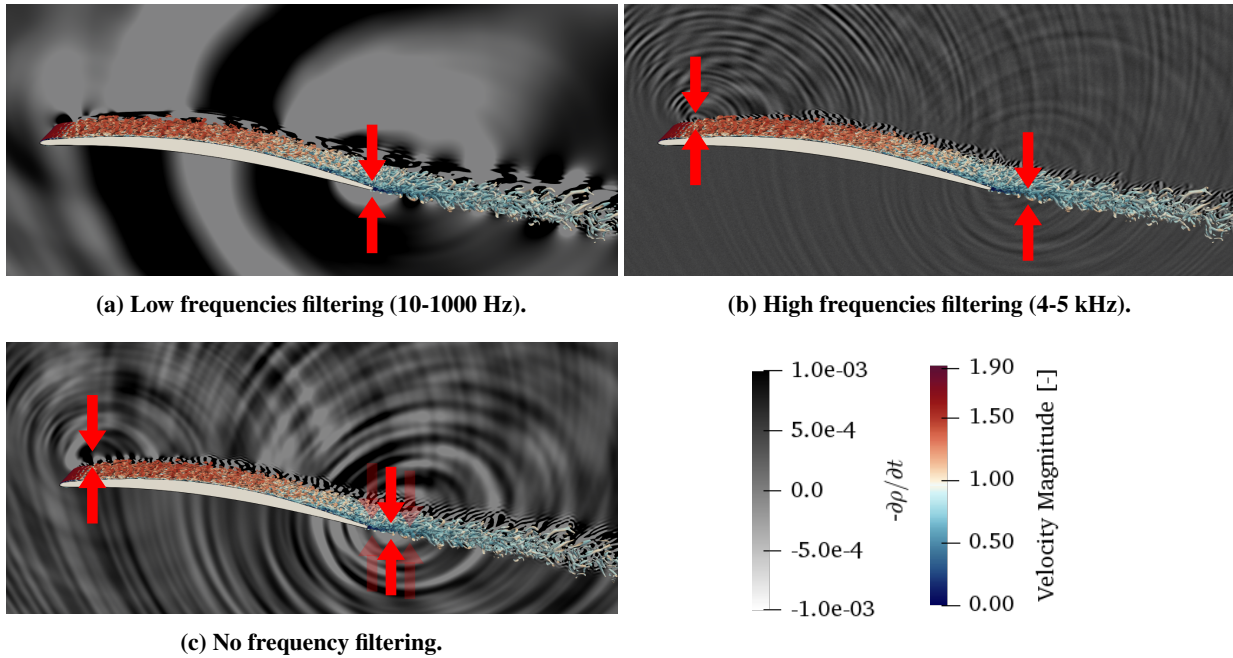 (a) Low frequencies filtering (10-1000 Hz).
(b) High frequencies filtering (4-5 kHz).
(c) No frequency filtering.
1.0e-03
5.0e-4
0.0
-5.0e-4
-1.0e-03
-∂ρ/∂t
1.90
1.50
1.00
0.50
0.00
Velocity Magnitude [-]